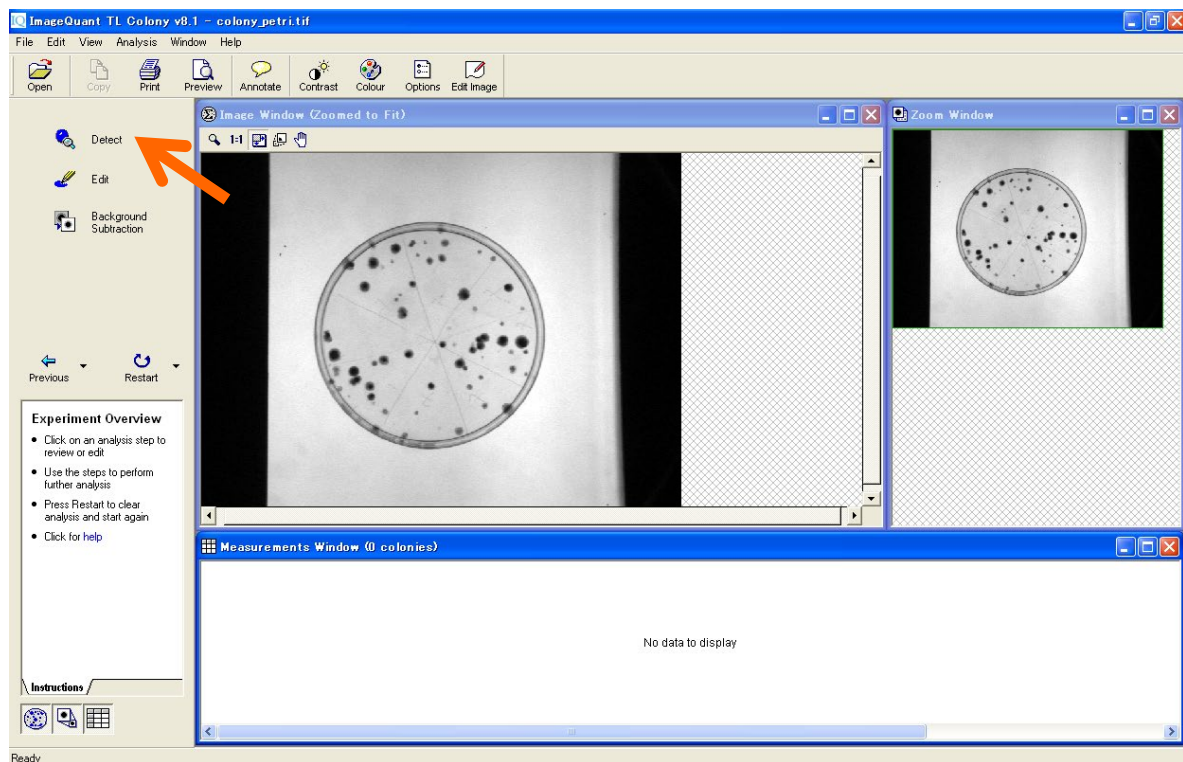 IQ ImageQuant TL Colony v8.1 - colony_petri.tif
File Edit View Analysis Window Help
Open Copy Print Preview Annotate Contrast Colour Options Edit Image
Detect
Edit
Background
Subtraction
Previous Restart
Experiment Overview
• Click on an analysis step to
review or edit
• Use the steps to perform
further analysis
• Press Restart to clear
analysis and start again
• Click for help
Instructions
Image Window (Zoomed to Fit)
1:1
Zoom Window
Measurements Window (0 colonies)
No data to display
Ready